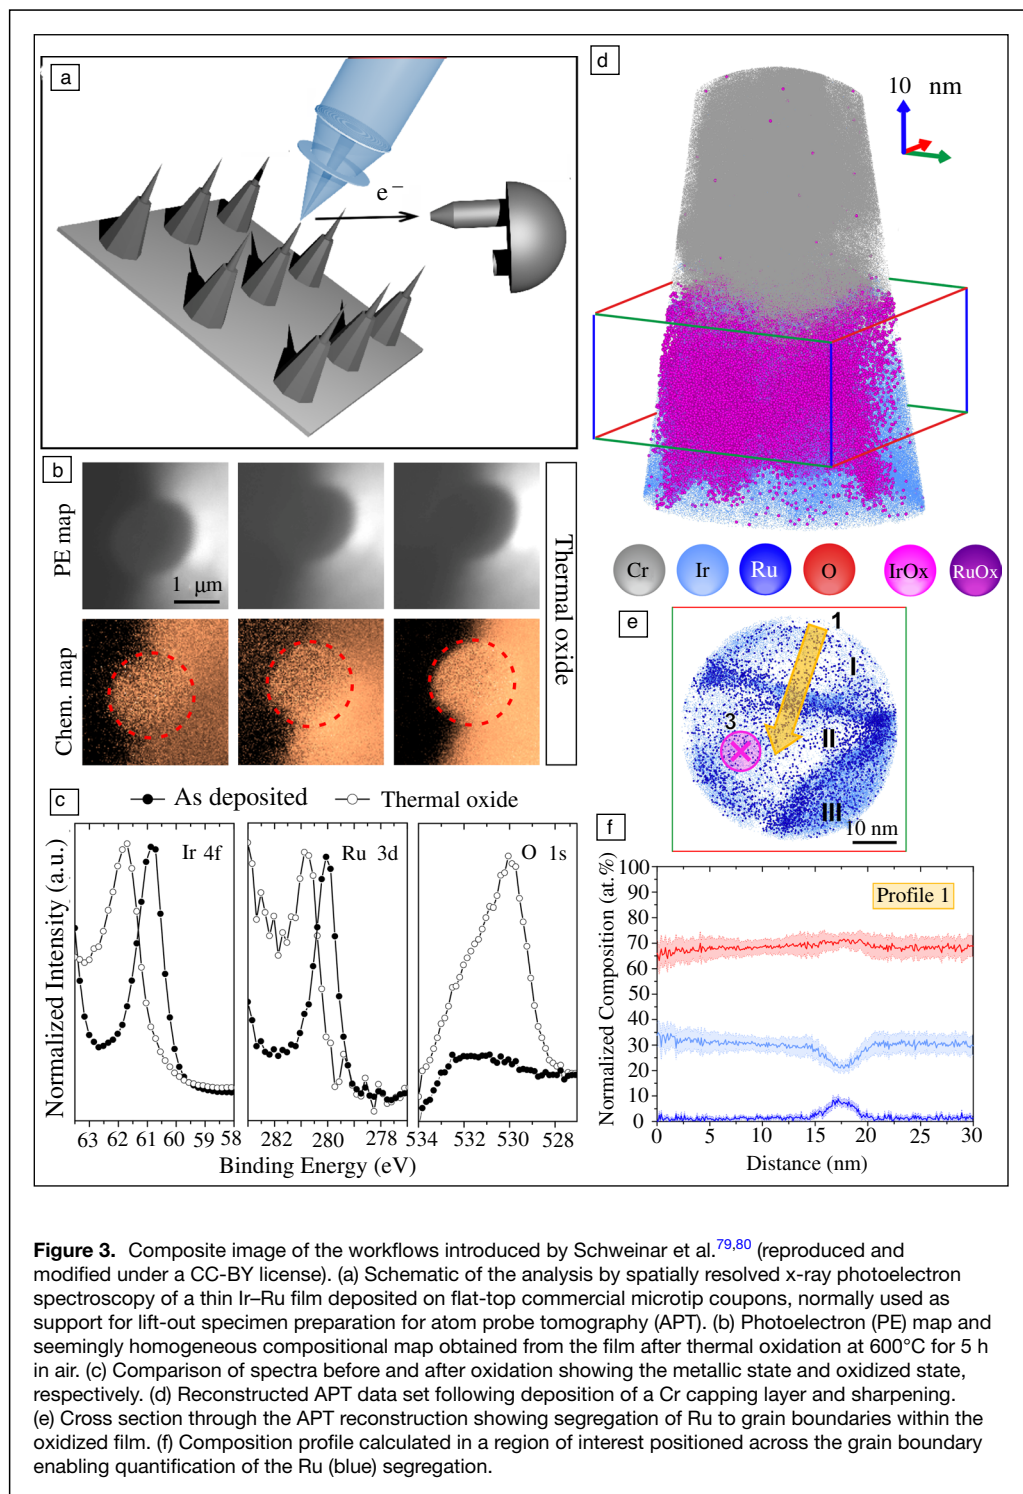 a
e−
b
PE map
1 µm
Chem. map
Thermal oxide
c
As deposited
Thermal oxide
Normalized Intensity (a.u.)
Ir 4f
Ru 3d
O 1s
63 62 61 60 59 58
282 280 278
534 532 530 528
Binding Energy (eV)
d
10 nm
Cr
Ir
Ru
O
IrOx
RuOx
e
1
I
3
II
III
10 nm
f
Normalized Composition (at.%)
100
90
80
70
60
50
40
30
20
10
0
Profile 1
0 5 10 15 20 25 30
Distance (nm)
Figure 3. Composite image of the workflows introduced by Schweinar et al.79,80 (reproduced and
modified under a CC-BY license). (a) Schematic of the analysis by spatially resolved x-ray photoelectron
spectroscopy of a thin Ir–Ru film deposited on flat-top commercial microtip coupons, normally used as
support for lift-out specimen preparation for atom probe tomography (APT). (b) Photoelectron (PE) map and
seemingly homogeneous compositional map obtained from the film after thermal oxidation at 600°C for 5 h
in air. (c) Comparison of spectra before and after oxidation showing the metallic state and oxidized state,
respectively. (d) Reconstructed APT data set following deposition of a Cr capping layer and sharpening.
(e) Cross section through the APT reconstruction showing segregation of Ru to grain boundaries within the
oxidized film. (f) Composition profile calculated in a region of interest positioned across the grain boundary
enabling quantification of the Ru (blue) segregation.